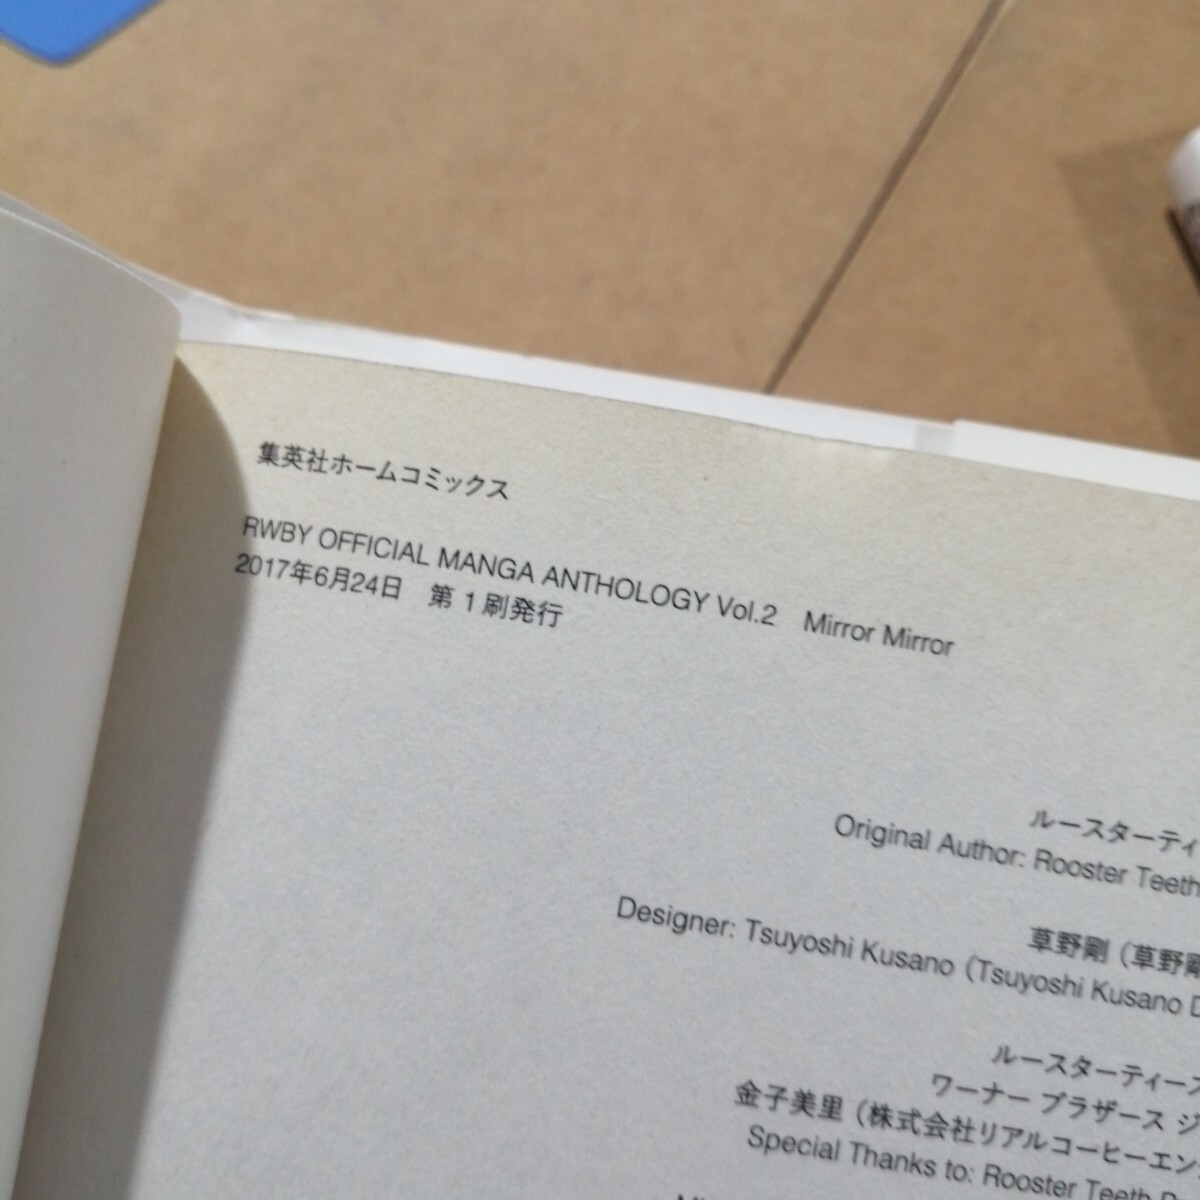 集英社ホームコミックス
RWBY OFFICIAL MANGA ANTHOLOGY Vol.2　Mirror Mirror
2017年6月24日　第1刷発行
ルースターティ
Original Author: Rooster Teeth
草野剛（草野剛
Designer: Tsuyoshi Kusano (Tsuyoshi Kusano D
ルースターティース
ワーナー ブラザース ジ
金子美里（株式会社リアルコーヒーエン
Special Thanks to: Rooster Teeth